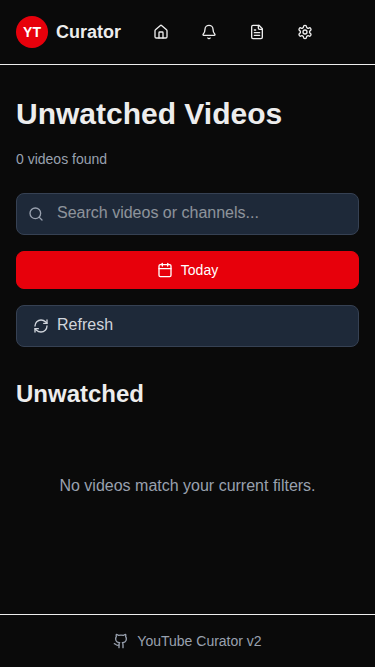 YT Curator
Unwatched Videos
0 videos found
Search videos or channels...
Today
Refresh
Unwatched
No videos match your current filters.
YouTube Curator v2